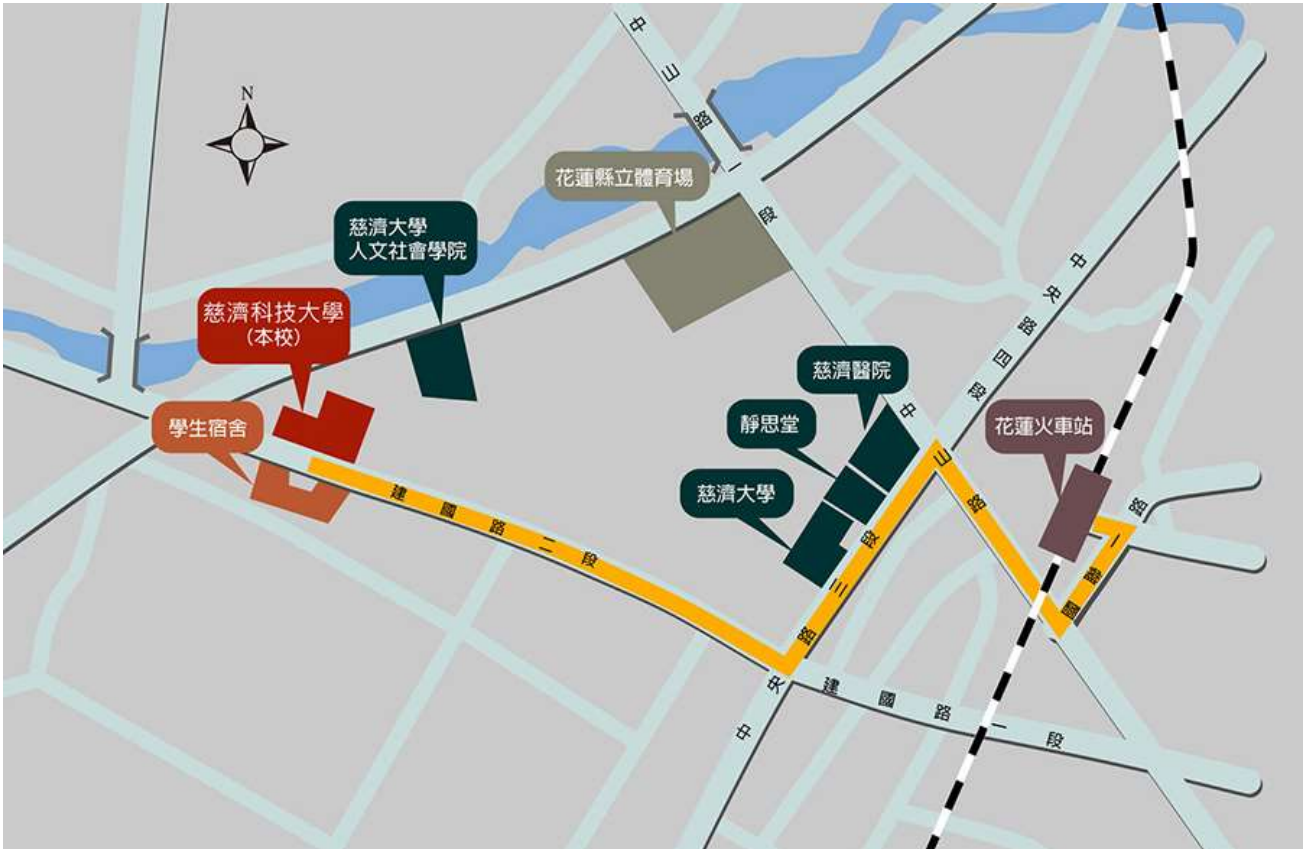 N
中山路一段
花蓮縣立體育場
慈濟大學
人文社會學院
慈濟科技大學
(本校)
學生宿舍
中央路四段
慈濟醫院
靜思堂
慈濟大學
花蓮火車站
中山路
國聯一路
建國路二段
中央路三段
建國路一段